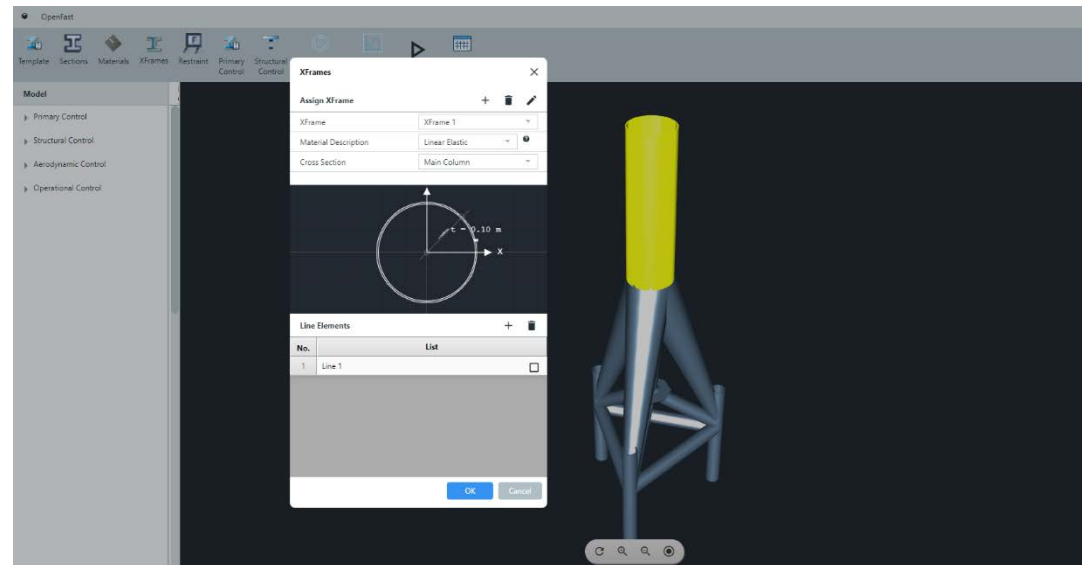 OpenFast
Template Sections Materials XFrames Restraint Primary Control Structural Control
Model
Primary Control
Structural Control
Aerodynamic Control
Operational Control
XFrames
Assign XFrame
XFrame XFrame 1
Material Description Linear Elastic
Cross Section Main Column
t = 0.10 m
X
Line Elements
No. List
1 Line 1
OK Cancel